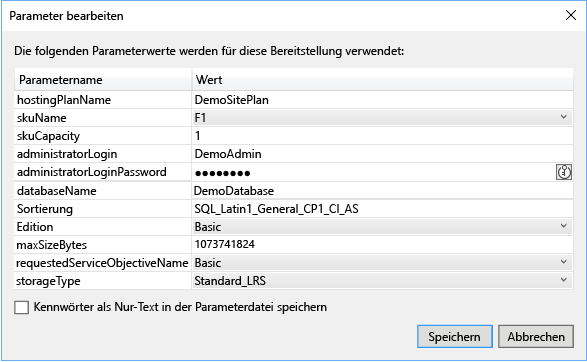 Parameter bearbeiten
Die folgenden Parameterwerte werden für diese Bereitstellung verwendet:
Parametername Wert
hostingPlanName DemoSitePlan
skuName F1
skuCapacity 1
administratorLogin DemoAdmin
administratorLoginPassword ●●●●●●●●
databaseName DemoDatabase
Sortierung SQL_Latin1_General_CP1_CI_AS
Edition Basic
maxSizeBytes 1073741824
requestedServiceObjectiveName Basic
storageType Standard_LRS
Kennwörter als Nur-Text in der Parameterdatei speichern
Speichern Abbrechen